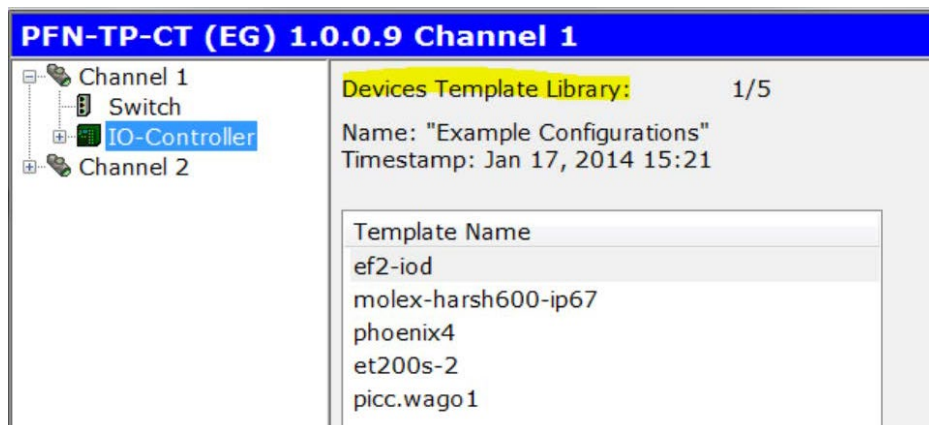 PFN-TP-CT (EG) 1.0.0.9 Channel 1
Channel 1
Switch
IO-Controller
Channel 2
Devices Template Library: 1/5
Name: "Example Configurations"
Timestamp: Jan 17, 2014 15:21
Template Name
ef2-iod
molex-harsh600-ip67
phoenix4
et200s-2
picc.wago1